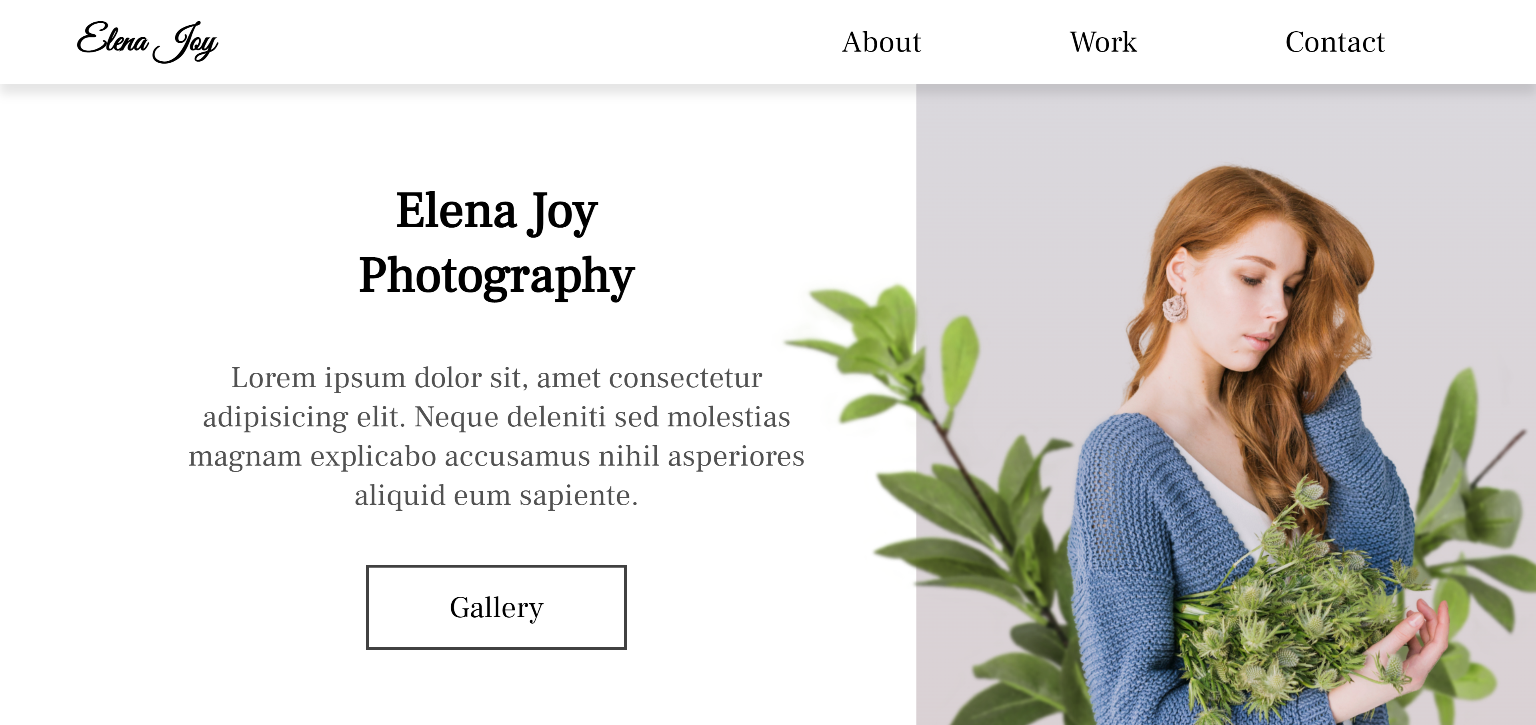 Elena Joy
About
Work
Contact
Elena Joy
Photography
Lorem ipsum dolor sit, amet consectetur
adipisicing elit. Neque deleniti sed molestias
magnam explicabo accusamus nihil asperiores
aliquid eum sapiente.
Gallery